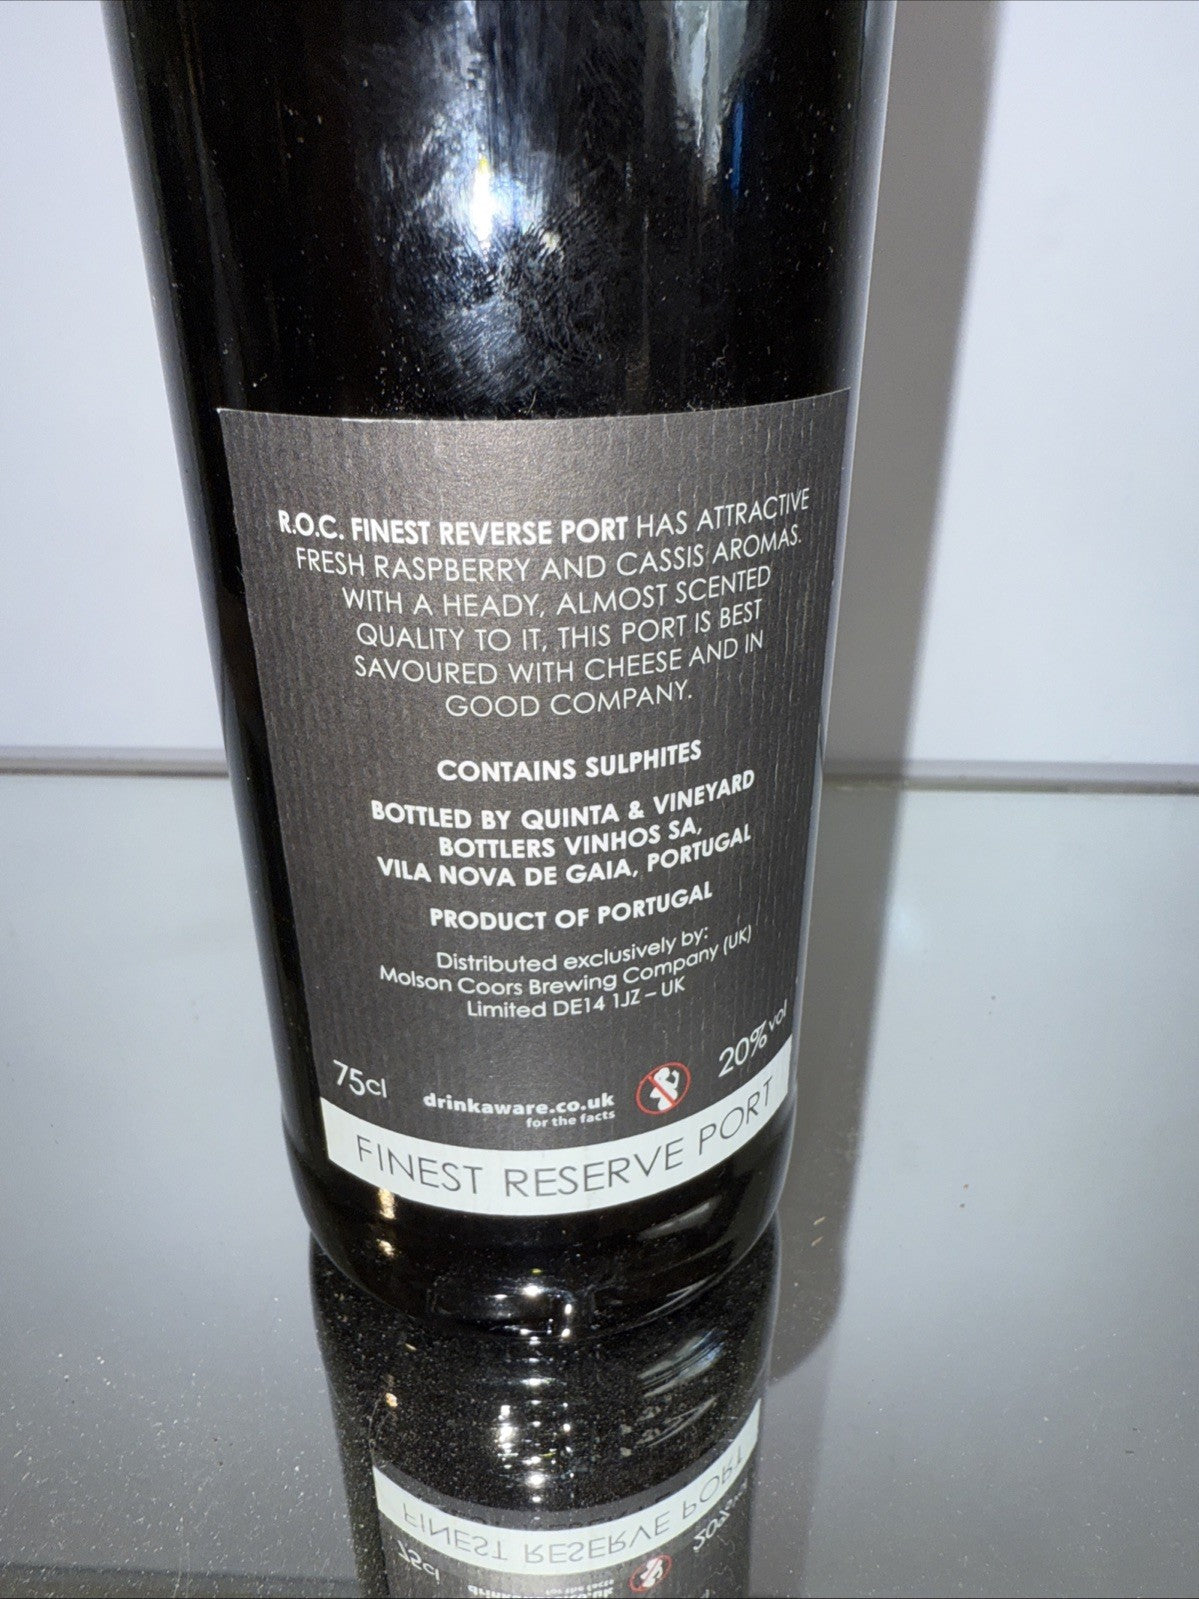 R.O.C. FINEST REVERSE PORT HAS ATTRACTIVE
FRESH RASPBERRY AND CASSIS AROMAS.
WITH A HEADY, ALMOST SCENTED
QUALITY TO IT, THIS PORT IS BEST
SAVOURED WITH CHEESE AND IN
GOOD COMPANY.
CONTAINS SULPHITES
BOTTLED BY QUINTA & VINEYARD
BOTTLERS VINHOS SA,
VILA NOVA DE GAIA, PORTUGAL
PRODUCT OF PORTUGAL
Distributed exclusively by:
Molson Coors Brewing Company (UK)
Limited DE14 1JZ – UK
75cl
drinkaware.co.uk
for the facts
20% vol
FINEST RESERVE PORT